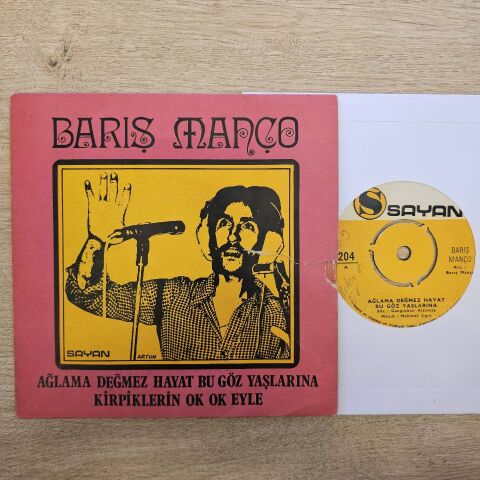 BARIŞ MANÇO
SAYAN
ARTUN
AĞLAMA DEĞMEZ HAYAT BU GÖZ YAŞLARINA
KİRPİKLERİN OK OK EYLE
S SAYAN
204
A
BARIŞ
MANÇO
AĞLAMA DEĞMEZ HAYAT
BU GÖZ YAŞLARINA